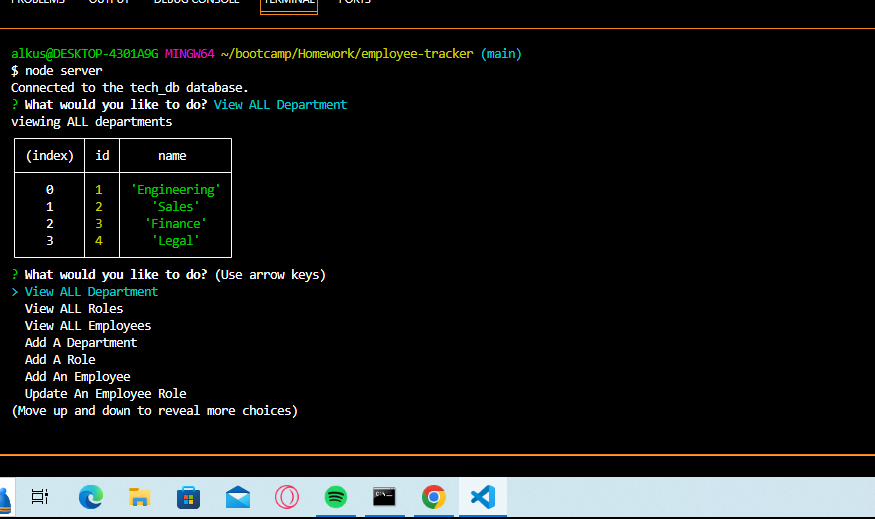 PROBLEMS OUTPUT DEBUG CONSOLE TERMINAL PORTS
alkus@DESKTOP-4301A9G MINGW64 ~/bootcamp/Homework/employee-tracker (main)
$ node server
Connected to the tech_db database.
? What would you like to do? View ALL Department
viewing ALL departments
(index) id name
0 1 'Engineering'
1 2 'Sales'
2 3 'Finance'
3 4 'Legal'
? What would you like to do? (Use arrow keys)
> View ALL Department
View ALL Roles
View ALL Employees
Add A Department
Add A Role
Add An Employee
Update An Employee Role
(Move up and down to reveal more choices)